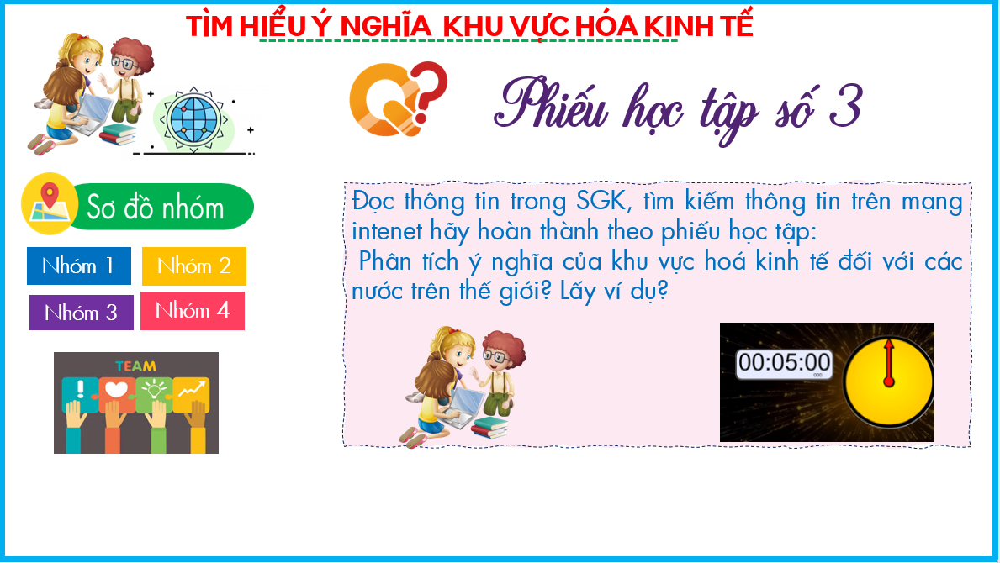 TÌM HIỂU Ý NGHĨA KHU VỰC HÓA KINH TẾ
Phiếu học tập số 3
Sơ đồ nhóm
Nhóm 1
Nhóm 2
Nhóm 3
Nhóm 4
TEAM
Đọc thông tin trong SGK, tìm kiếm thông tin trên mạng
intenet hãy hoàn thành theo phiếu học tập:
Phân tích ý nghĩa của khu vực hoá kinh tế đối với các
nước trên thế giới? Lấy ví dụ?
00:05:00
000